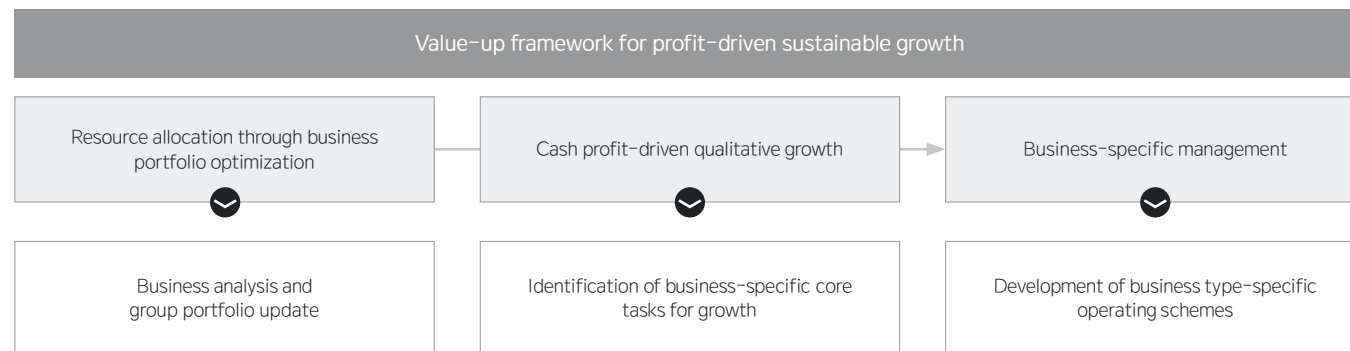 Value-up framework for profit-driven sustainable growth
Resource allocation through business
portfolio optimization
Cash profit-driven qualitative growth
Business-specific management
Business analysis and
group portfolio update
Identification of business-specific core
tasks for growth
Development of business type-specific
operating schemes